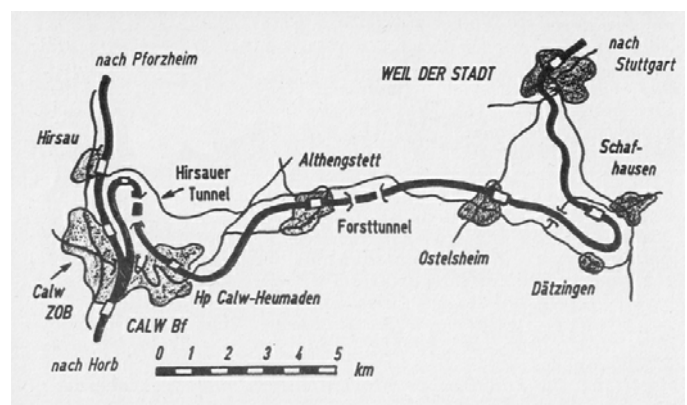 nach Pforzheim
WEIL DER STADT
nach
Stuttgart
Hirsau
Hirsauer
Tunnel
Althengstett
Schaf-
hausen
Forsttunnel
Ostelsheim
Dätzingen
Calw
ZOB
Hp Calw-Heumaden
CALW Bf
nach Horb
0 1 2 3 4 5
km